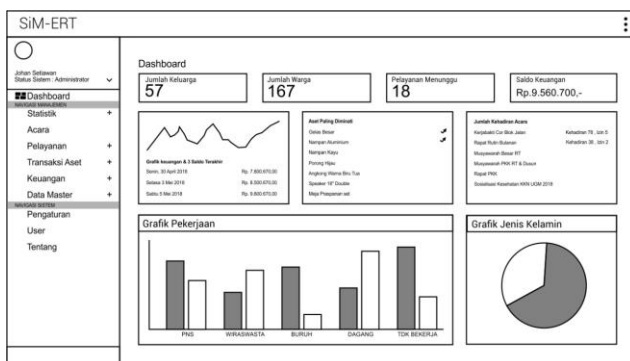 SiM-ERT
Johan Setiawan
Status Sistem : Administrator
Dashboard
NAVIGASI MANAJEMEN
Statistik +
Acara
Pelayanan +
Transaksi Aset +
Keuangan +
Data Master +
NAVIGASI SISTEM
Pengaturan
User
Tentang
Dashboard
Jumlah Keluarga
57
Jumlah Warga
167
Pelayanan Menunggu
18
Saldo Keuangan
Rp.9.560.700,-
Grafik keuangan & 3 Saldo Terakhir
Senin, 30 April 2018 Rp. 7.800.670,00
Selasa 2 Mei 2018 Rp. 8.500.670,00
Sabtu 5 Mei 2018 Rp. 9.800.670,00
Aset Paling Diminati
Gelas Besar
Nampan Aluminium
Nampan Kayu
Porong Hijau
Angkong Warna Biru Tua
Speaker 16" Double
Meja Prasmanan set
Jumlah Kehadiran Acara
Kerjabakti Cor Blok Jalan Kehadiran 78 , Izin 5
Rapat Rutin Bulanan Kehadiran 38 , Izin 2
Musyawarah Besar RT
Musyawarah PKK RT & Dusun
Rapat PKK
Sosialisasi Kesehatan KKN UGM 2018
Grafik Pekerjaan
PNS WIRASWASTA BURUH DAGANG TDK BEKERJA
Grafik Jenis Kelamin